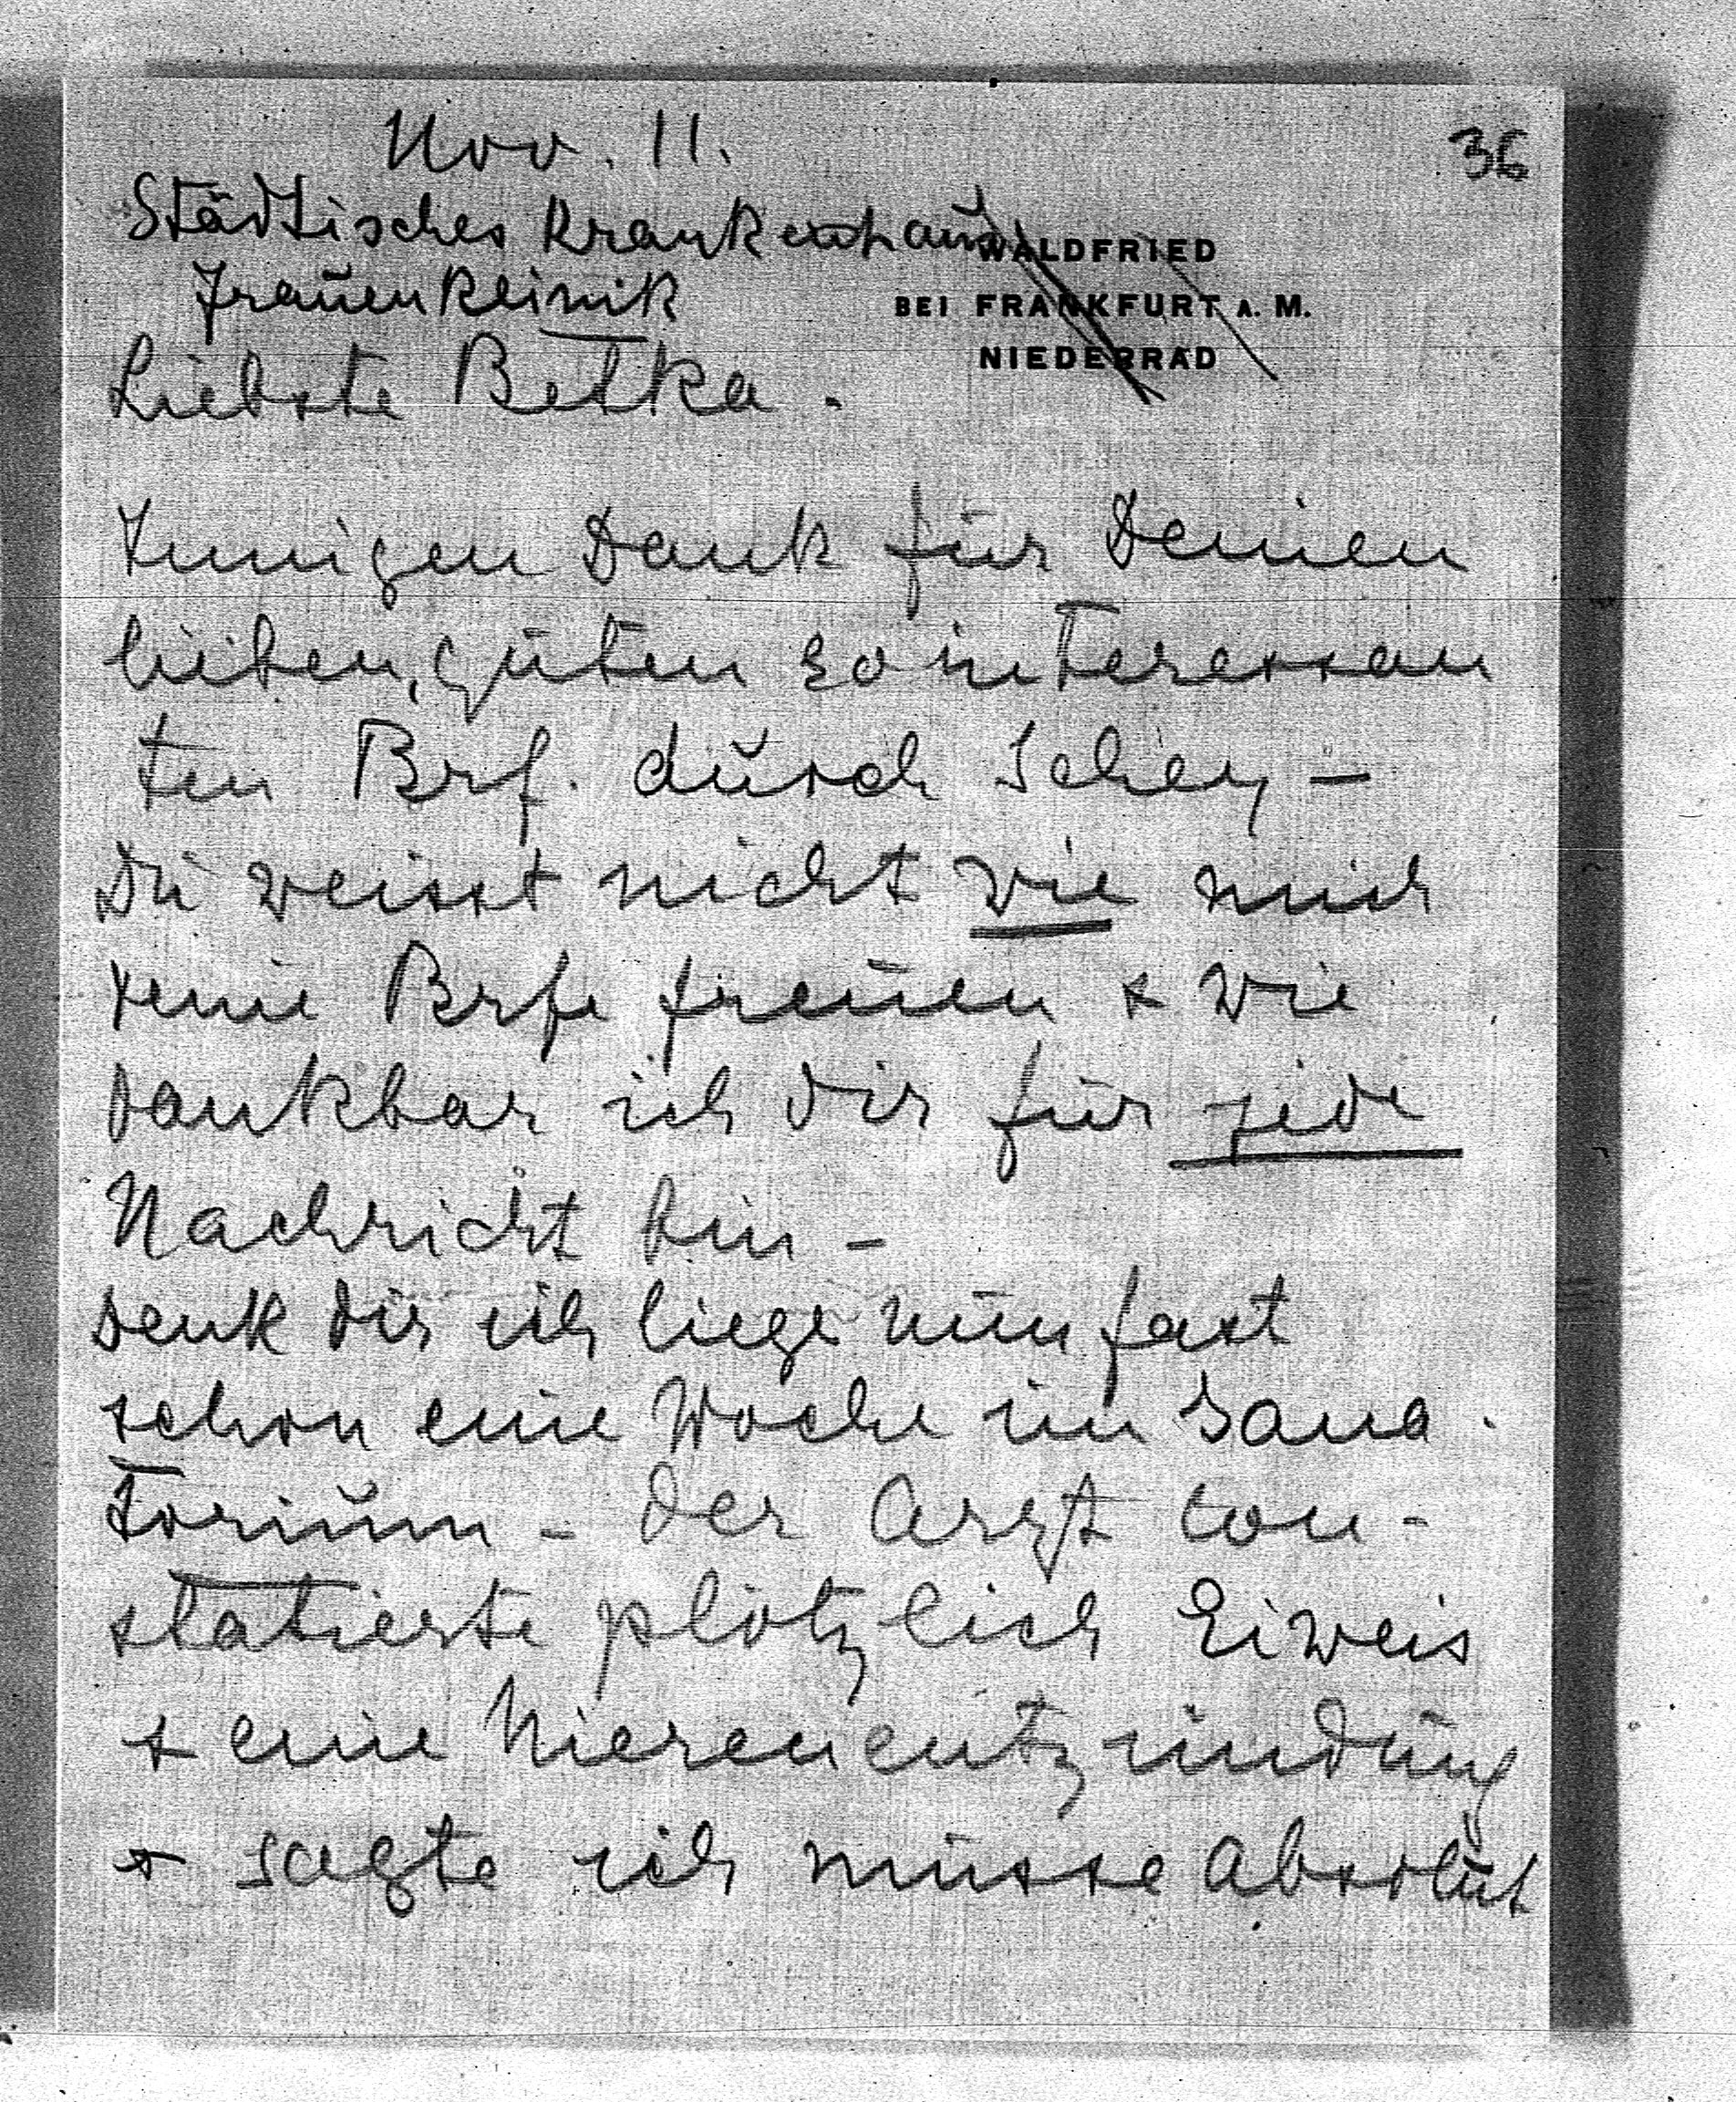 Nov. 11.
36
Städtisches Krankenhaus
WALDFRIED
Frauenklinik
BEI FRANKFURT A. M.
NIEDERRAD
Liebste Betka.
Innigen Dank für Deinen
lieben, guten so interessan
ten Brf. durch Schey –
Du weisst nicht wie mich
Deine Brfe freuen & wie
dankbar ich dir für jede
Nachricht bin –
Denk dir ich liege nun fast
schon eine Woche im Sana.
torium – Der Arzt con-
statierte plötzlich Eiweis
& eine Nierenentzündung
& sagte ich müsse absolut